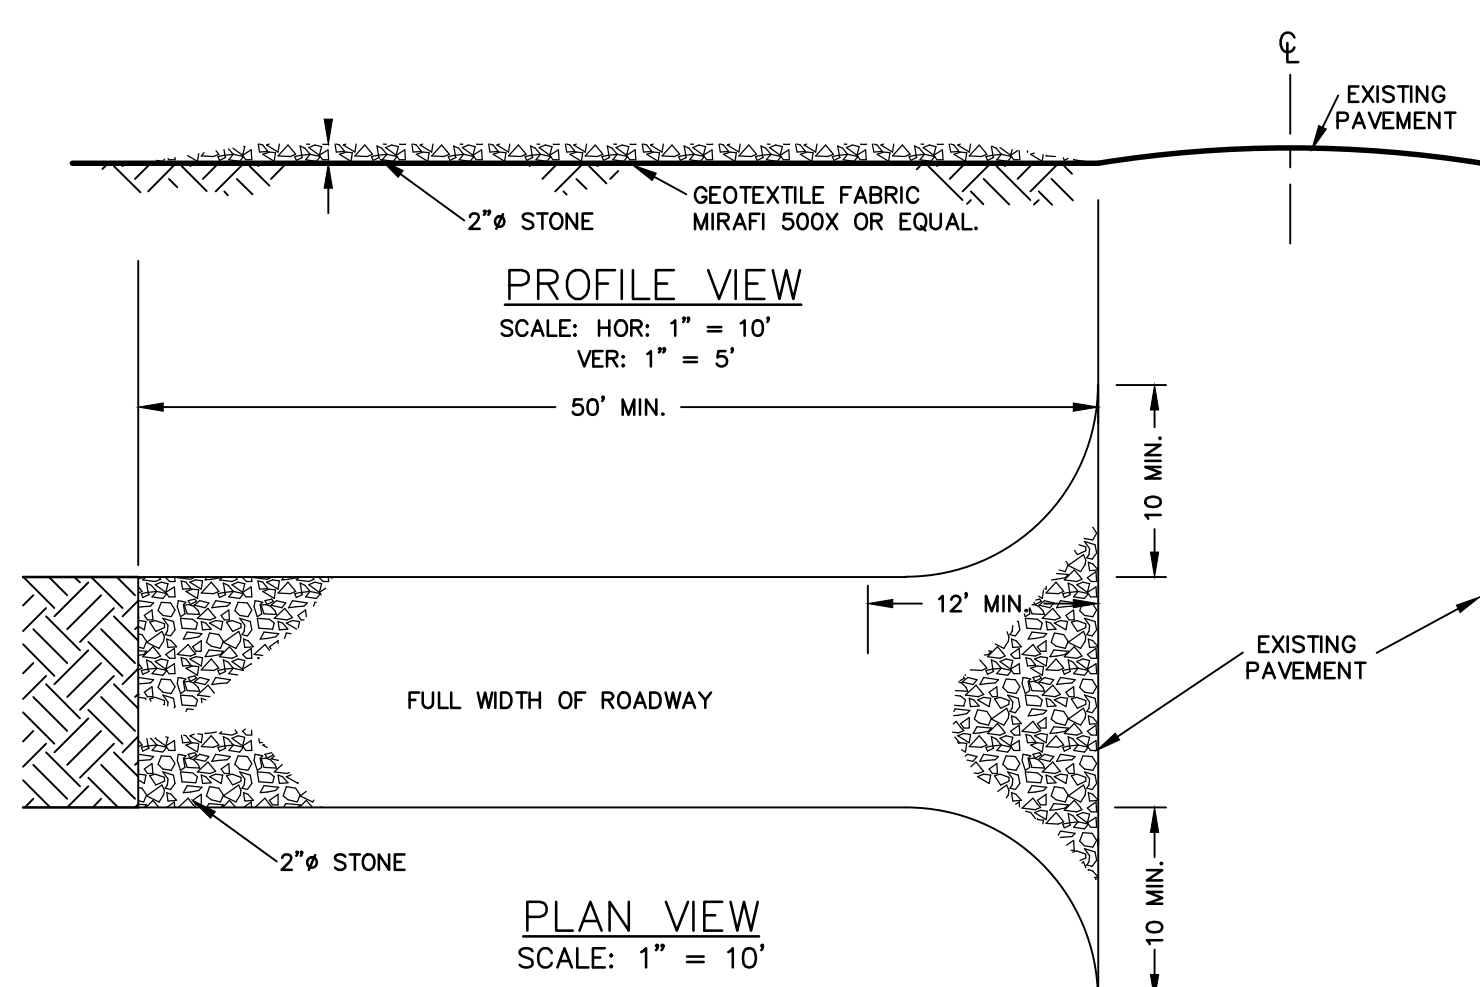 ℄
EXISTING
PAVEMENT
2"ø STONE
GEOTEXTILE FABRIC
MIRAFI 500X OR EQUAL.
PROFILE VIEW
SCALE: HOR: 1" = 10'
VER: 1" = 5'
50' MIN.
10 MIN.
12' MIN.
EXISTING
PAVEMENT
FULL WIDTH OF ROADWAY
2"ø STONE
10 MIN.
PLAN VIEW
SCALE: 1" = 10'